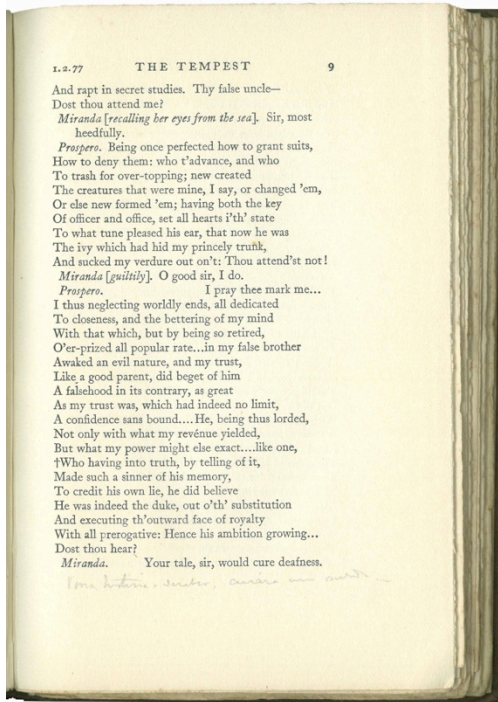 1.2.77 THE TEMPEST 9
And rapt in secret studies. Thy false uncle—
Dost thou attend me?
Miranda [recalling her eyes from the sea]. Sir, most
heedfully.
Prospero. Being once perfected how to grant suits,
How to deny them: who t'advance, and who
To trash for over-topping; new created
The creatures that were mine, I say, or changed 'em,
Or else new formed 'em; having both the key
Of officer and office, set all hearts i'th' state
To what tune pleased his ear, that now he was
The ivy which had hid my princely trunk,
And sucked my verdure out on't: Thou attend'st not!
Miranda [guiltily]. O good sir, I do.
Prospero. I pray thee mark me...
I thus neglecting worldly ends, all dedicated
To closeness, and the bettering of my mind
With that which, but by being so retired,
O'er-prized all popular rate...in my false brother
Awaked an evil nature, and my trust,
Like a good parent, did beget of him
A falsehood in its contrary, as great
As my trust was, which had indeed no limit,
A confidence sans bound....He, being thus lorded,
Not only with what my revénue yielded,
But what my power might else exact....like one,
†Who having into truth, by telling of it,
Made such a sinner of his memory,
To credit his own lie, he did believe
He was indeed the duke, out o'th' substitution
And executing th'outward face of royalty
With all prerogative: Hence his ambition growing...
Dost thou hear?
Miranda. Your tale, sir, would cure deafness.